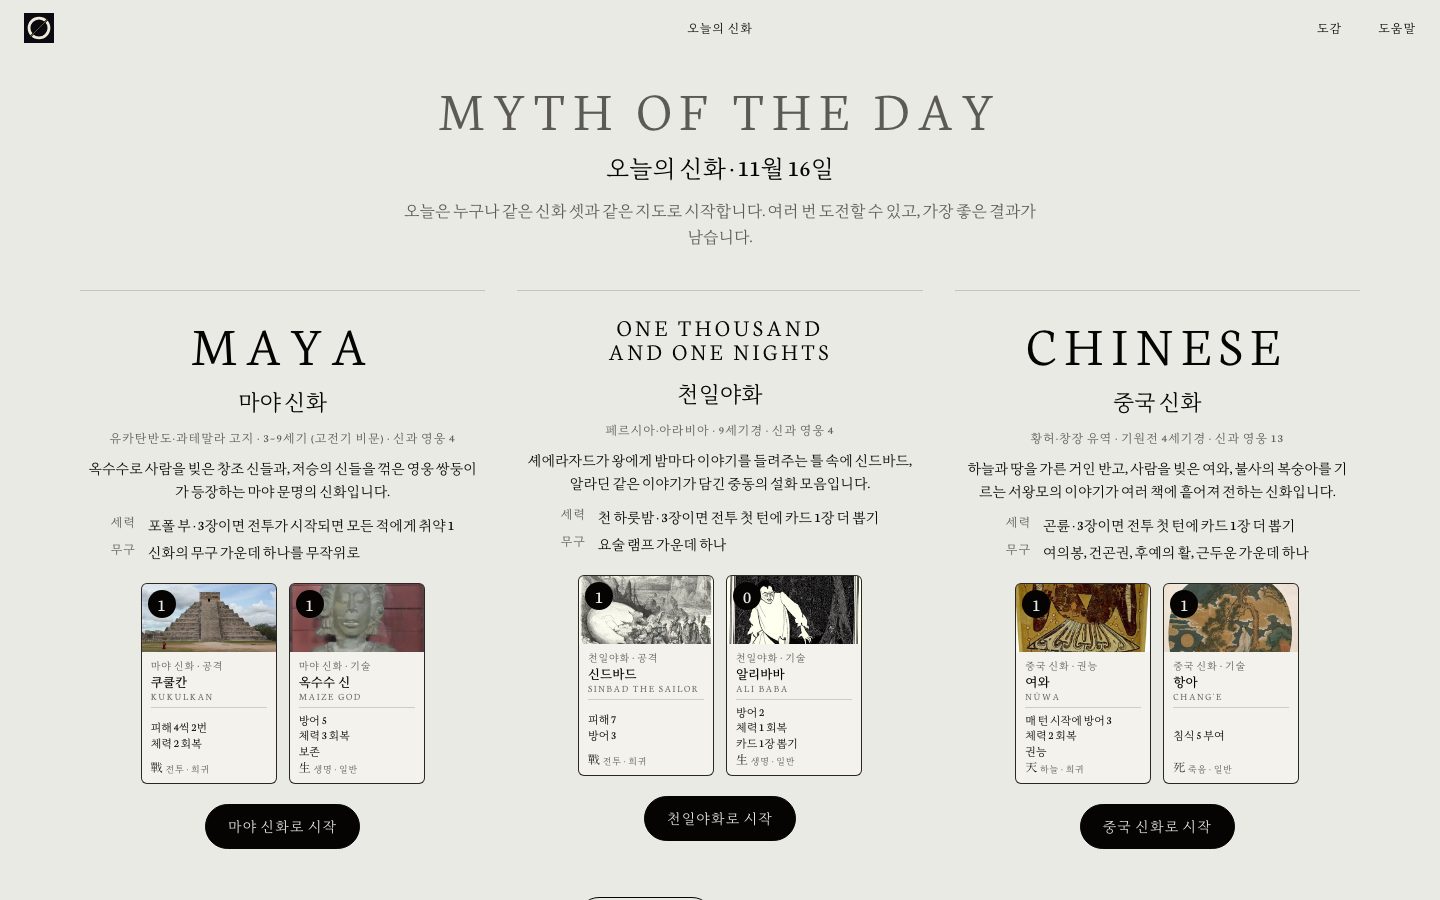 오늘의 신화
도감
도움말
MYTH OF THE DAY
오늘의 신화 · 11월 16일
오늘은 누구나 같은 신화 셋과 같은 지도로 시작합니다. 여러 번 도전할 수 있고, 가장 좋은 결과가
남습니다.
MAYA
마야 신화
유카탄반도·과테말라 고지 · 3–9세기 (고전기 비문) · 신과 영웅 4
옥수수로 사람을 빚은 창조 신들과, 저승의 신들을 꺾은 영웅 쌍둥이
가 등장하는 마야 문명의 신화입니다.
세력 포폴 부 · 3장이면 전투가 시작되면 모든 적에게 취약 1
무구 신화의 무구 가운데 하나를 무작위로
1
마야 신화 · 공격
쿠쿨칸
KUKULKAN
피해 4씩 2번
체력 2 회복
戰 전투 · 희귀
1
마야 신화 · 기술
옥수수 신
MAIZE GOD
방어 5
체력 3 회복
보존
生 생명 · 일반
마야 신화로 시작
ONE THOUSAND
AND ONE NIGHTS
천일야화
페르시아·아라비아 · 9세기경 · 신과 영웅 4
셰에라자드가 왕에게 밤마다 이야기를 들려주는 틀 속에 신드바드,
알라딘 같은 이야기가 담긴 중동의 설화 모음입니다.
세력 천 하룻밤 · 3장이면 전투 첫 턴에 카드 1장 더 뽑기
무구 요술 램프 가운데 하나
1
천일야화 · 공격
신드바드
SINBAD THE SAILOR
피해 7
방어 3
戰 전투 · 희귀
0
천일야화 · 기술
알리바바
ALI BABA
방어 2
체력 1 회복
카드 1장 뽑기
生 생명 · 일반
천일야화로 시작
CHINESE
중국 신화
황허·창장 유역 · 기원전 4세기경 · 신과 영웅 13
하늘과 땅을 가른 거인 반고, 사람을 빚은 여와, 불사의 복숭아를 기
르는 서왕모의 이야기가 여러 책에 흩어져 전하는 신화입니다.
세력 곤륜 · 3장이면 전투 첫 턴에 카드 1장 더 뽑기
무구 여의봉, 건곤권, 후예의 활, 근두운 가운데 하나
1
중국 신화 · 권능
여와
NÜWA
매 턴 시작에 방어 3
체력 2 회복
권능
天 하늘 · 희귀
1
중국 신화 · 기술
항아
CHANG'E
침식 5 부여
死 죽음 · 일반
중국 신화로 시작